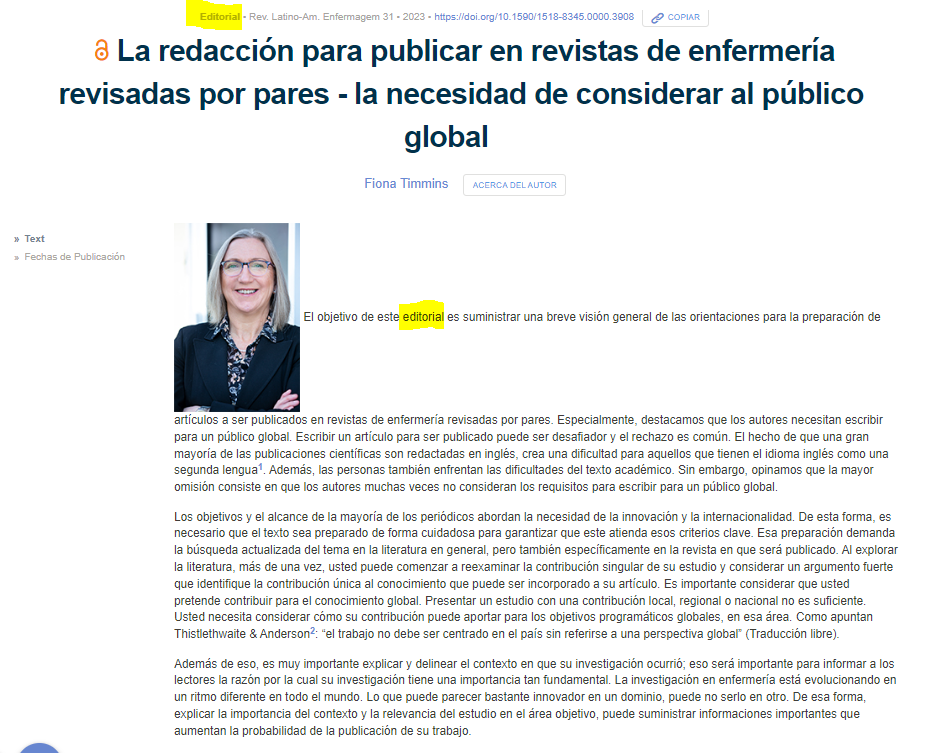 Editorial • Rev. Latino-Am. Enfermagem 31 • 2023 • https://doi.org/10.1590/1518-8345.0000.3908 COPIAR
La redacción para publicar en revistas de enfermería
revisadas por pares - la necesidad de considerar al público
global
Fiona Timmins ACERCA DEL AUTOR
» Text
» Fechas de Publicación
El objetivo de este editorial es suministrar una breve visión general de las orientaciones para la preparación de
artículos a ser publicados en revistas de enfermería revisadas por pares. Especialmente, destacamos que los autores necesitan escribir
para un público global. Escribir un artículo para ser publicado puede ser desafiador y el rechazo es común. El hecho de que una gran
mayoría de las publicaciones científicas son redactadas en inglés, crea una dificultad para aquellos que tienen el idioma inglés como una
segunda lengua1. Además, las personas también enfrentan las dificultades del texto académico. Sin embargo, opinamos que la mayor
omisión consiste en que los autores muchas veces no consideran los requisitos para escribir para un público global.
Los objetivos y el alcance de la mayoría de los periódicos abordan la necesidad de la innovación y la internacionalidad. De esta forma, es
necesario que el texto sea preparado de forma cuidadosa para garantizar que este atienda esos criterios clave. Esa preparación demanda
la búsqueda actualizada del tema en la literatura en general, pero también específicamente en la revista en que será publicado. Al explorar
la literatura, más de una vez, usted puede comenzar a reexaminar la contribución singular de su estudio y considerar un argumento fuerte
que identifique la contribución única al conocimiento que puede ser incorporado a su artículo. Es importante considerar que usted
pretende contribuir para el conocimiento global. Presentar un estudio con una contribución local, regional o nacional no es suficiente.
Usted necesita considerar cómo su contribución puede aportar para los objetivos programáticos globales, en esa área. Como apuntan
Thistlethwaite & Anderson2: “el trabajo no debe ser centrado en el país sin referirse a una perspectiva global” (Traducción libre).
Además de eso, es muy importante explicar y delinear el contexto en que su investigación ocurrió; eso será importante para informar a los
lectores la razón por la cual su investigación tiene una importancia tan fundamental. La investigación en enfermería está evolucionando en
un ritmo diferente en todo el mundo. Lo que puede parecer bastante innovador en un dominio, puede no serlo en otro. De esa forma,
explicar la importancia del contexto y la relevancia del estudio en el área objetivo, puede suministrar informaciones importantes que
aumentan la probabilidad de la publicación de su trabajo.